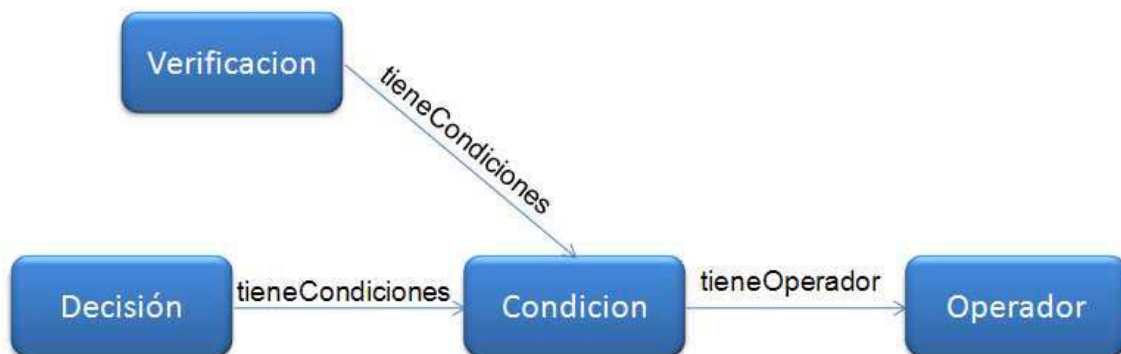 Verificacion
tieneCondiciones
Decisión
tieneCondiciones
Condicion
tieneOperador
Operador